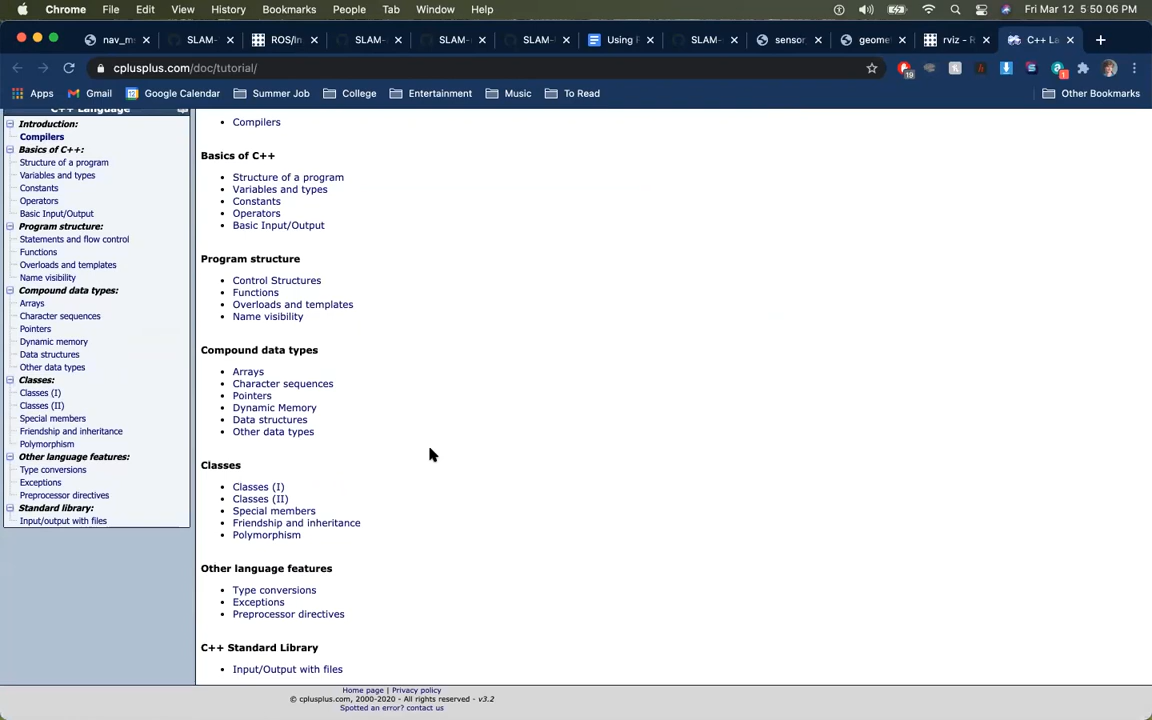 Chrome File Edit View History Bookmarks People Tab Window Help Fri Mar 12 5:50:06 PM
nav_m: SLAM- ROS/In SLAM- SLAM- SLAM- Using F SLAM- sensor_ geome rviz - R C++ La
cplusplus.com/doc/tutorial/ 19 1
Apps Gmail 12 Google Calendar Summer Job College Entertainment Music To Read Other Bookmarks
C++ Language
Introduction:
Compilers
Basics of C++:
Structure of a program
Variables and types
Constants
Operators
Basic Input/Output
Program structure:
Statements and flow control
Functions
Overloads and templates
Name visibility
Compound data types:
Arrays
Character sequences
Pointers
Dynamic memory
Data structures
Other data types
Classes:
Classes (I)
Classes (II)
Special members
Friendship and inheritance
Polymorphism
Other language features:
Type conversions
Exceptions
Preprocessor directives
Standard library:
Input/output with files
Compilers
Basics of C++
Structure of a program
Variables and types
Constants
Operators
Basic Input/Output
Program structure
Control Structures
Functions
Overloads and templates
Name visibility
Compound data types
Arrays
Character sequences
Pointers
Dynamic Memory
Data structures
Other data types
Classes
Classes (I)
Classes (II)
Special members
Friendship and inheritance
Polymorphism
Other language features
Type conversions
Exceptions
Preprocessor directives
C++ Standard Library
Input/Output with files
Home page | Privacy policy
© cplusplus.com, 2000-2020 - All rights reserved - v3.2
Spotted an error? contact us